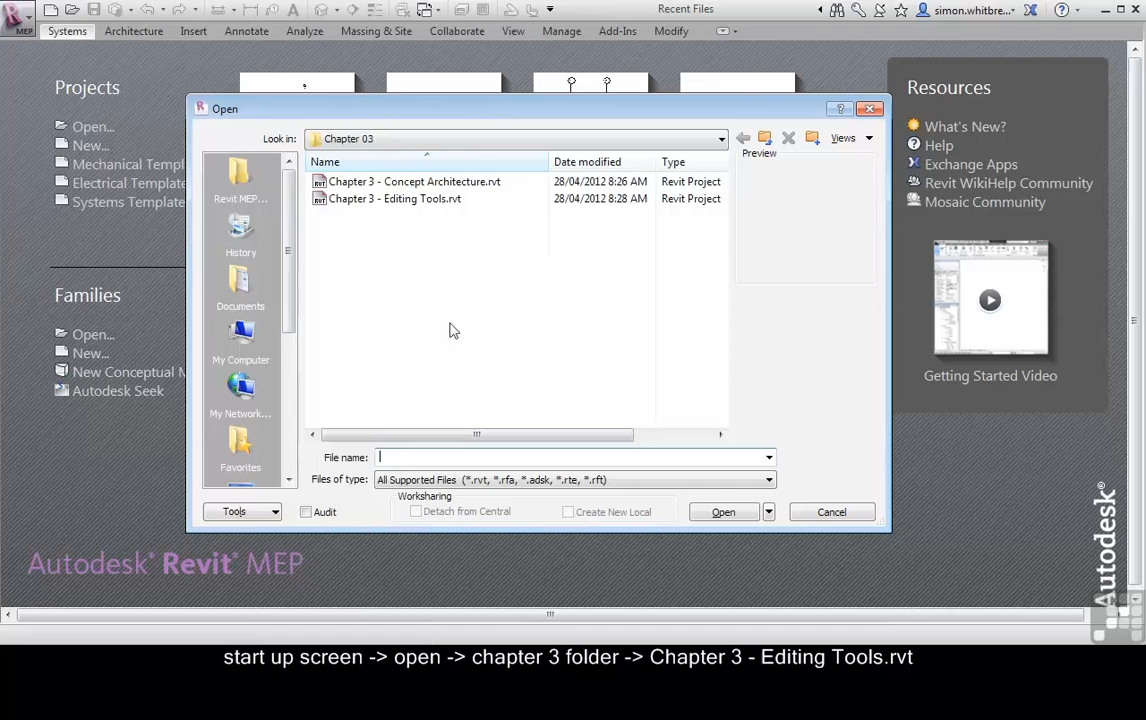 MEP
Recent Files
simon.whitbre...
Systems
Architecture
Insert
Annotate
Analyze
Massing & Site
Collaborate
View
Manage
Add-Ins
Modify
Projects
Open...
New...
Mechanical Templ
Electrical Templat
Systems Template
Families
Open...
New...
New Conceptual M
Autodesk Seek
Open
Look in:
Chapter 03
Views
Name
Date modified
Type
Preview
Chapter 3 - Concept Architecture.rvt
28/04/2012 8:26 AM
Revit Project
Chapter 3 - Editing Tools.rvt
28/04/2012 8:28 AM
Revit Project
Revit MEP...
History
Documents
My Computer
My Network...
Favorites
File name:
Files of type:
All Supported Files (*.rvt, *.rfa, *.adsk, *.rte, *.rft)
Worksharing
Tools
Audit
Detach from Central
Create New Local
Open
Cancel
Resources
What's New?
Help
Exchange Apps
Revit WikiHelp Community
Mosaic Community
Getting Started Video
Autodesk® Revit® MEP
Autodesk®
start up screen -> open -> chapter 3 folder -> Chapter 3 - Editing Tools.rvt